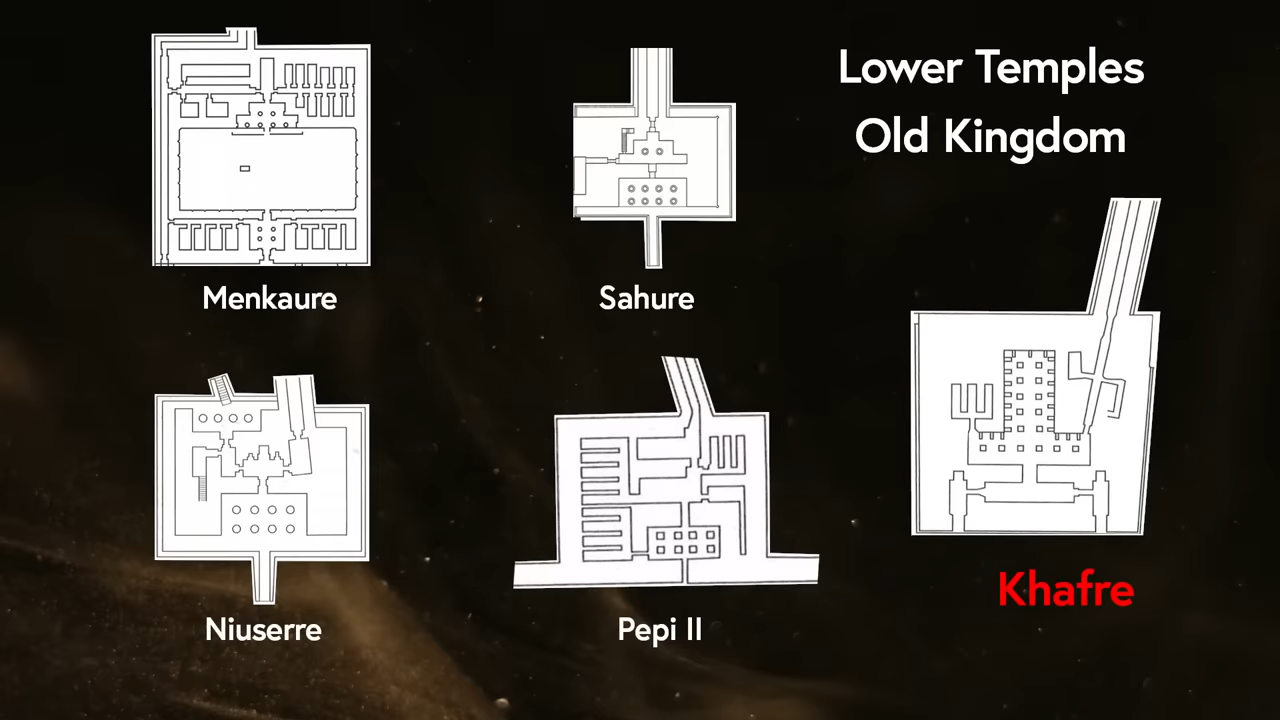 Lower Temples
Old Kingdom
Menkaure
Sahure
Khafre
Niuserre
Pepi II